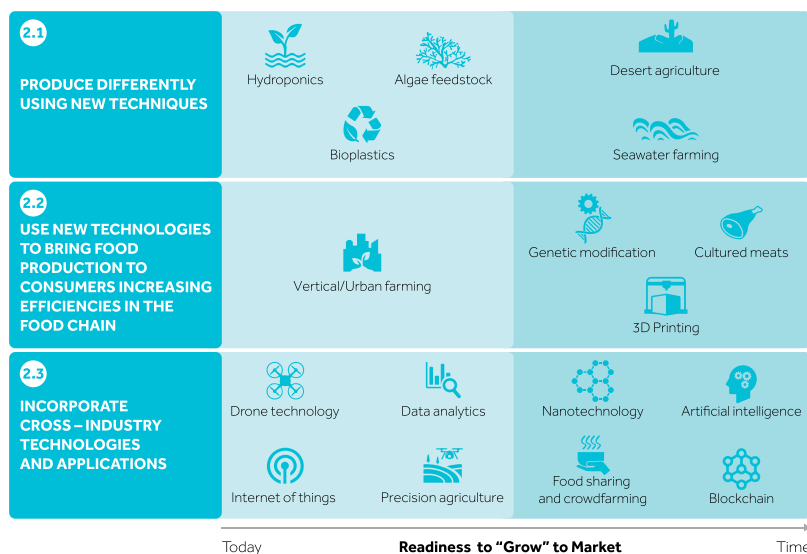 2.1
PRODUCE DIFFERENTLY
USING NEW TECHNIQUES
Hydroponics
Algae feedstock
Bioplastics
Desert agriculture
Seawater farming
2.2
USE NEW TECHNOLOGIES
TO BRING FOOD
PRODUCTION TO
CONSUMERS INCREASING
EFFICIENCIES IN THE
FOOD CHAIN
Vertical/Urban farming
Genetic modification
Cultured meats
3D Printing
2.3
INCORPORATE
CROSS – INDUSTRY
TECHNOLOGIES
AND APPLICATIONS
Drone technology
Data analytics
Internet of things
Precision agriculture
Nanotechnology
Artificial intelligence
Food sharing
and crowdfarming
Blockchain
Today
Readiness to “Grow” to Market
Time